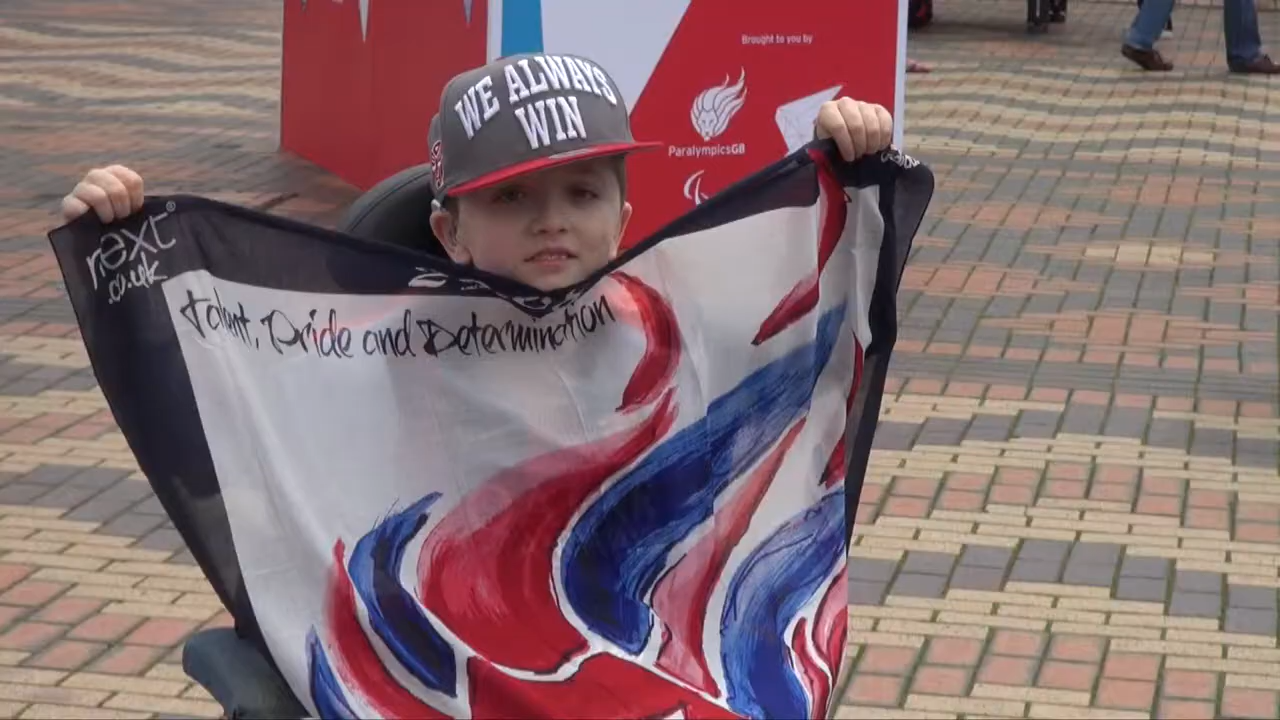 WE ALWAYS
WIN
Brought to you by
ParalympicsGB
next
.co.uk
Talent, Pride and Determination